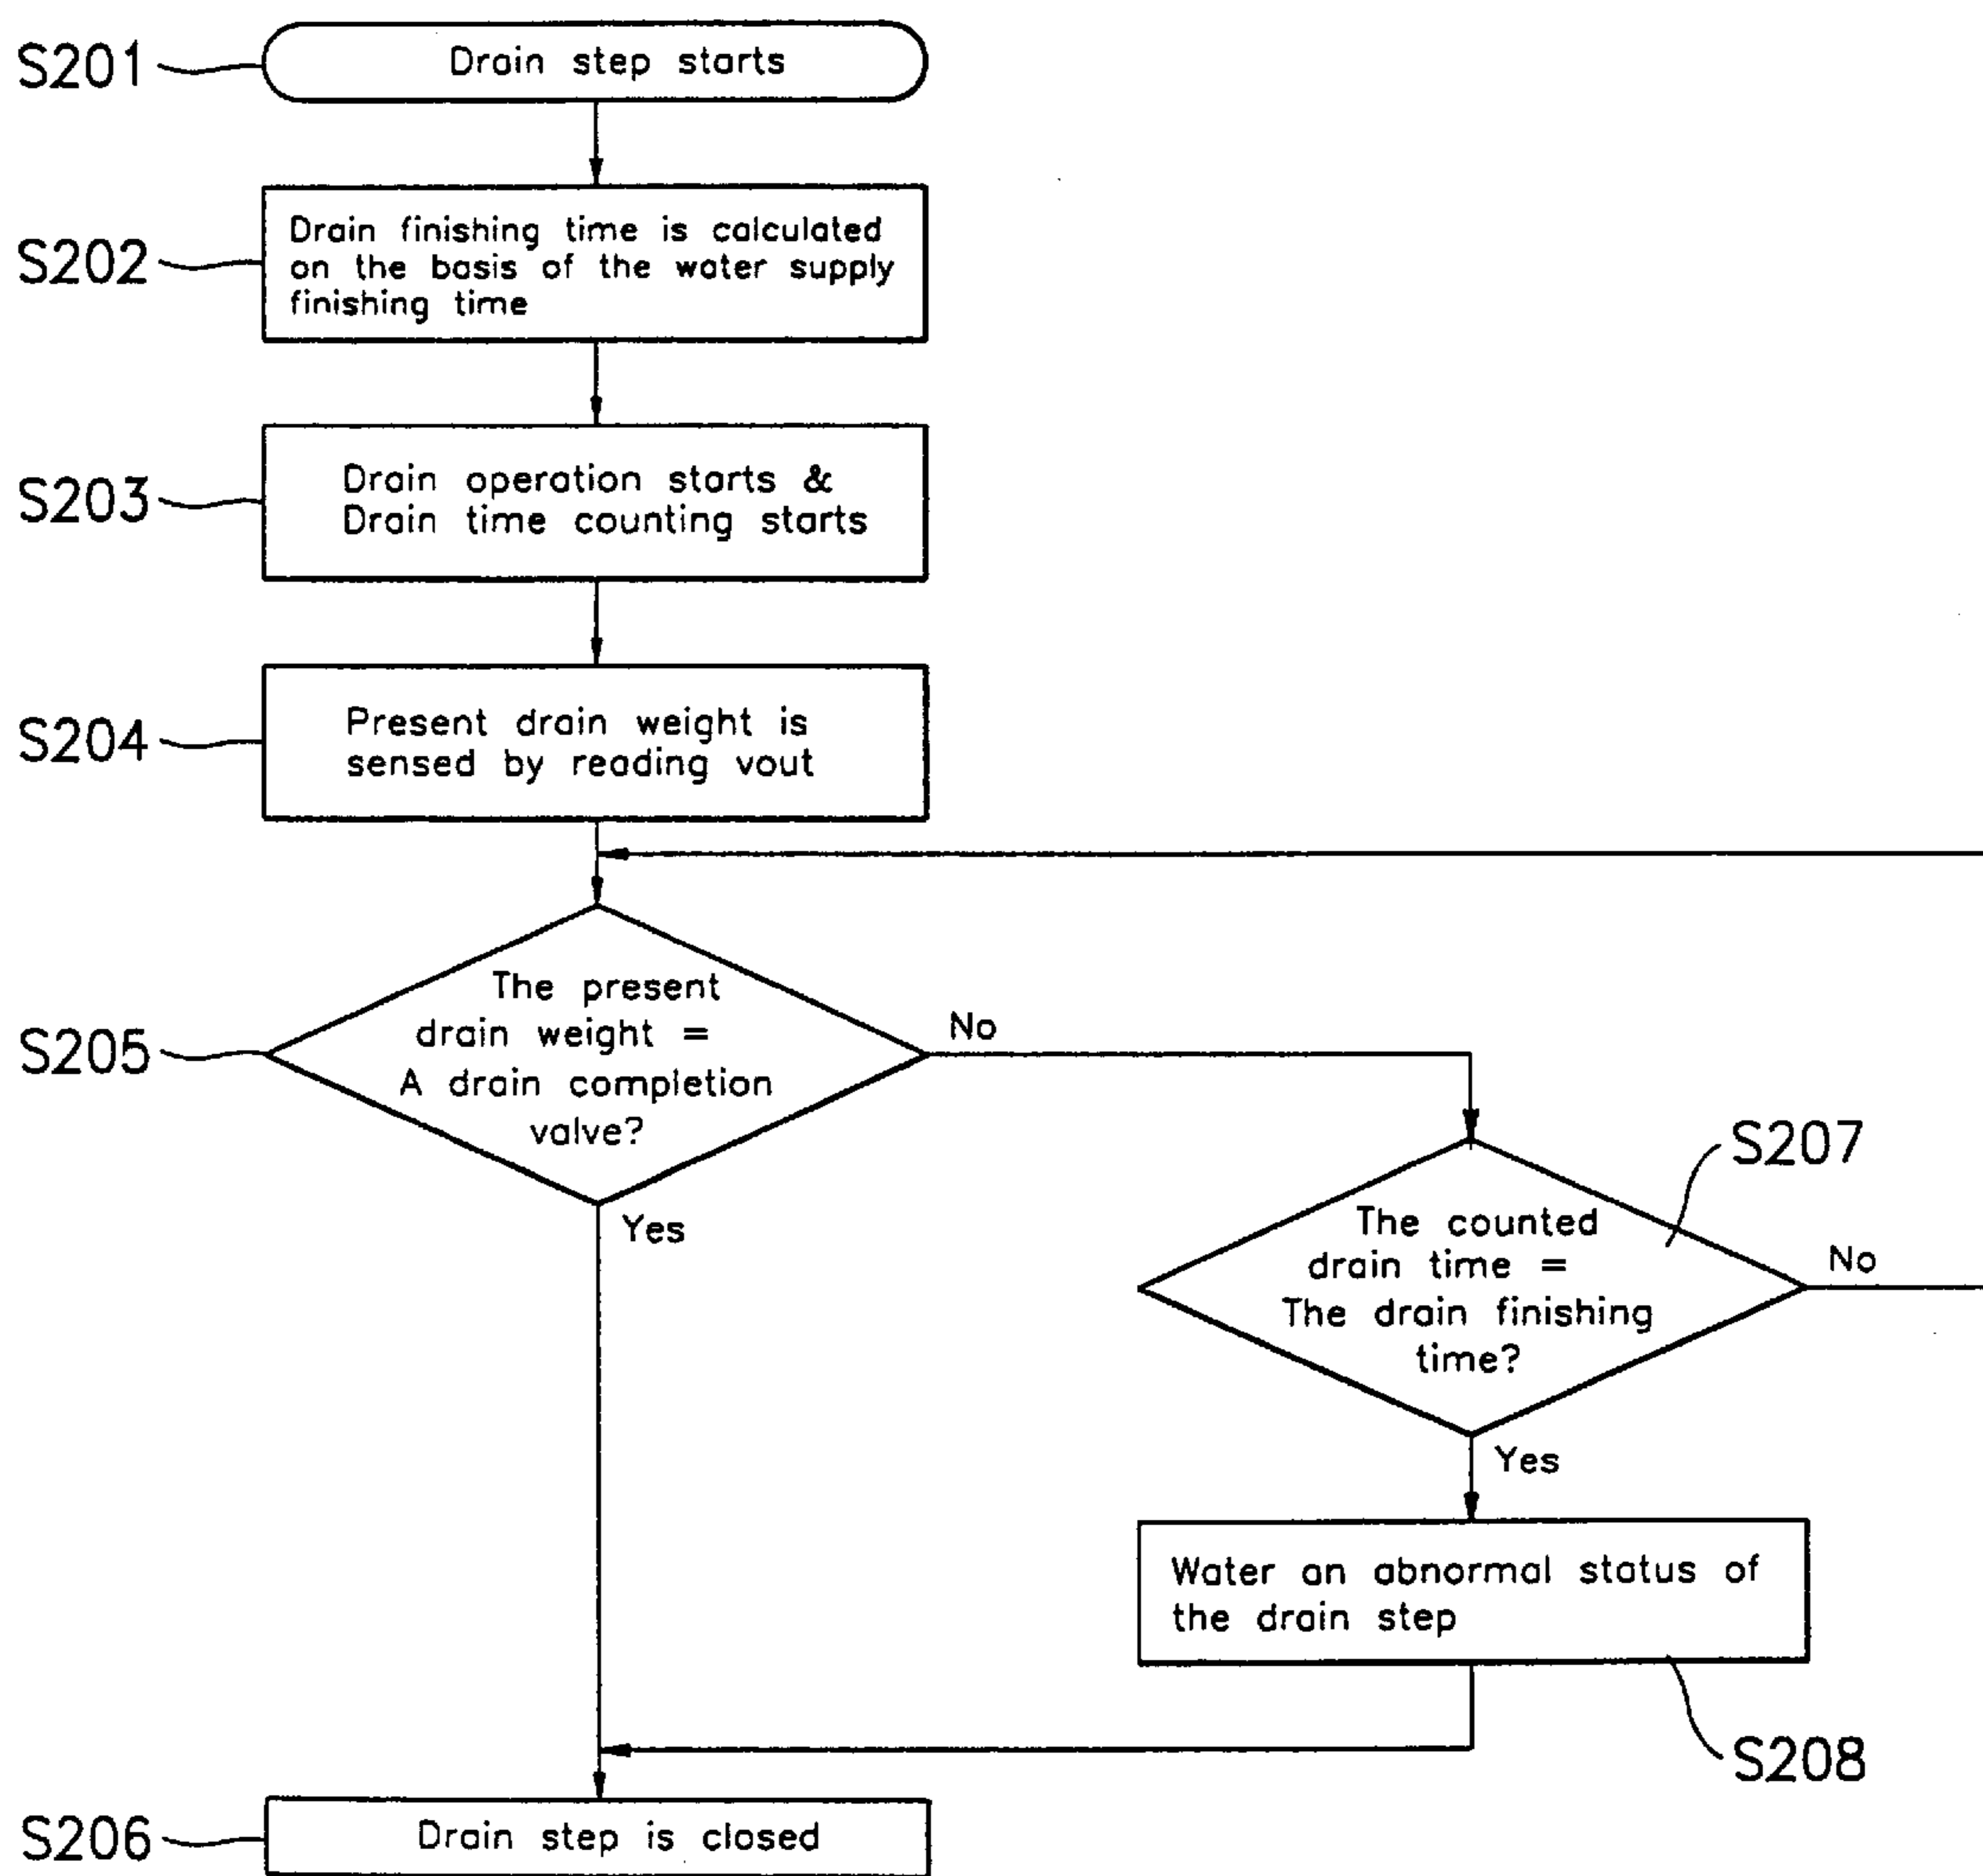 S201
Drain step starts
S202
Drain finishing time is calculated
on the basis of the water supply
finishing time
S203
Drain operation starts &
Drain time counting starts
S204
Present drain weight is
sensed by reading vout
S205
The present
drain weight =
A drain completion
valve?
No
Yes
S207
The counted
drain time =
The drain finishing
time?
No
Yes
Water an abnormal status of
the drain step
S208
S206
Drain step is closed